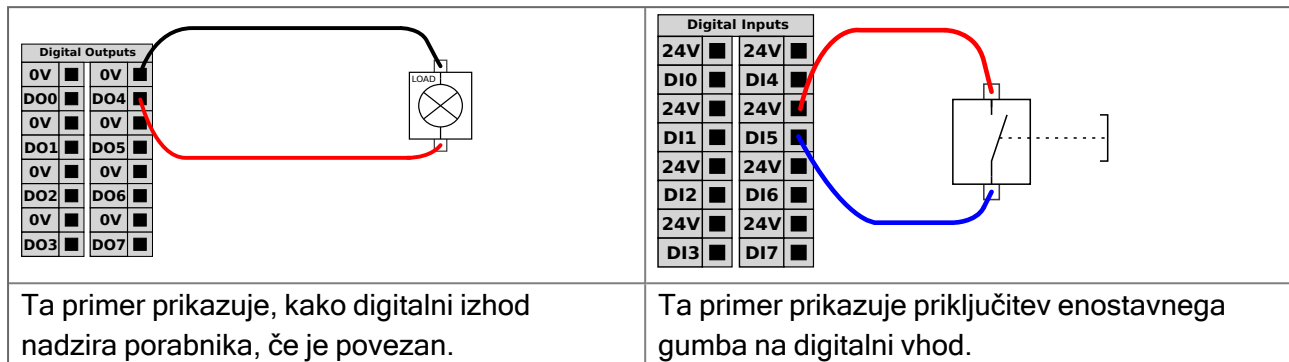 Digital Outputs
0V 0V
DO0 DO4
0V 0V
DO1 DO5
0V 0V
DO2 DO6
0V 0V
DO3 DO7
LOAD
Ta primer prikazuje, kako digitalni izhod
nadzira porabnika, če je povezan.
Digital Inputs
24V 24V
DI0 DI4
24V 24V
DI1 DI5
24V 24V
DI2 DI6
24V 24V
DI3 DI7
Ta primer prikazuje priključitev enostavnega
gumba na digitalni vhod.